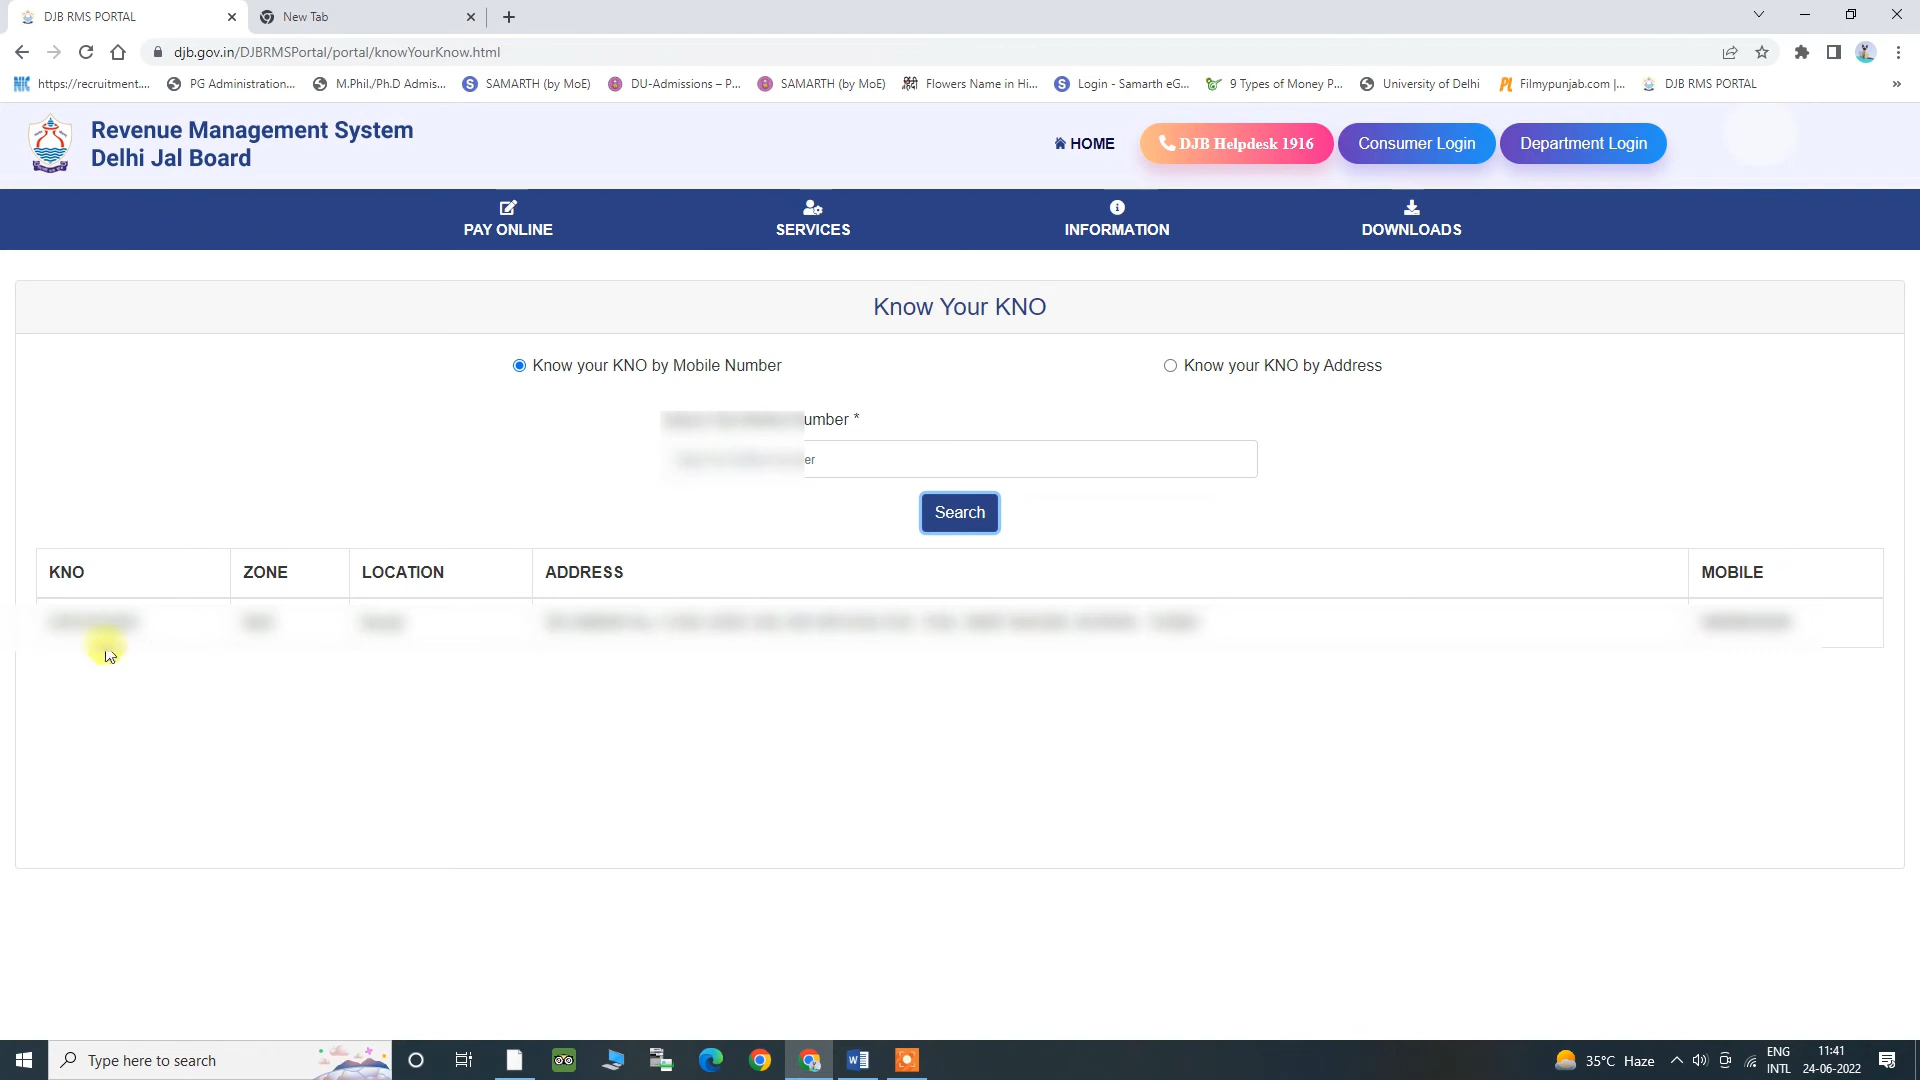 DJB RMS PORTAL
New Tab
djb.gov.in/DJBRMSPortal/portal/knowYourKnow.html
https://recruitment....
PG Administration...
M.Phil./Ph.D Admis...
SAMARTH (by MoE)
DU-Admissions – P...
SAMARTH (by MoE)
Flowers Name in Hi...
Login - Samarth eG...
9 Types of Money P...
University of Delhi
Filmypunjab.com |...
DJB RMS PORTAL
»
Revenue Management System
Delhi Jal Board
HOME
DJB Helpdesk 1916
Consumer Login
Department Login
PAY ONLINE
SERVICES
INFORMATION
DOWNLOADS
Know Your KNO
Know your KNO by Mobile Number
Know your KNO by Address
*
Search
KNO ZONE LOCATION ADDRESS MOBILE
Type here to search
35°C Haze
ENG
INTL
11:41
24-06-2022